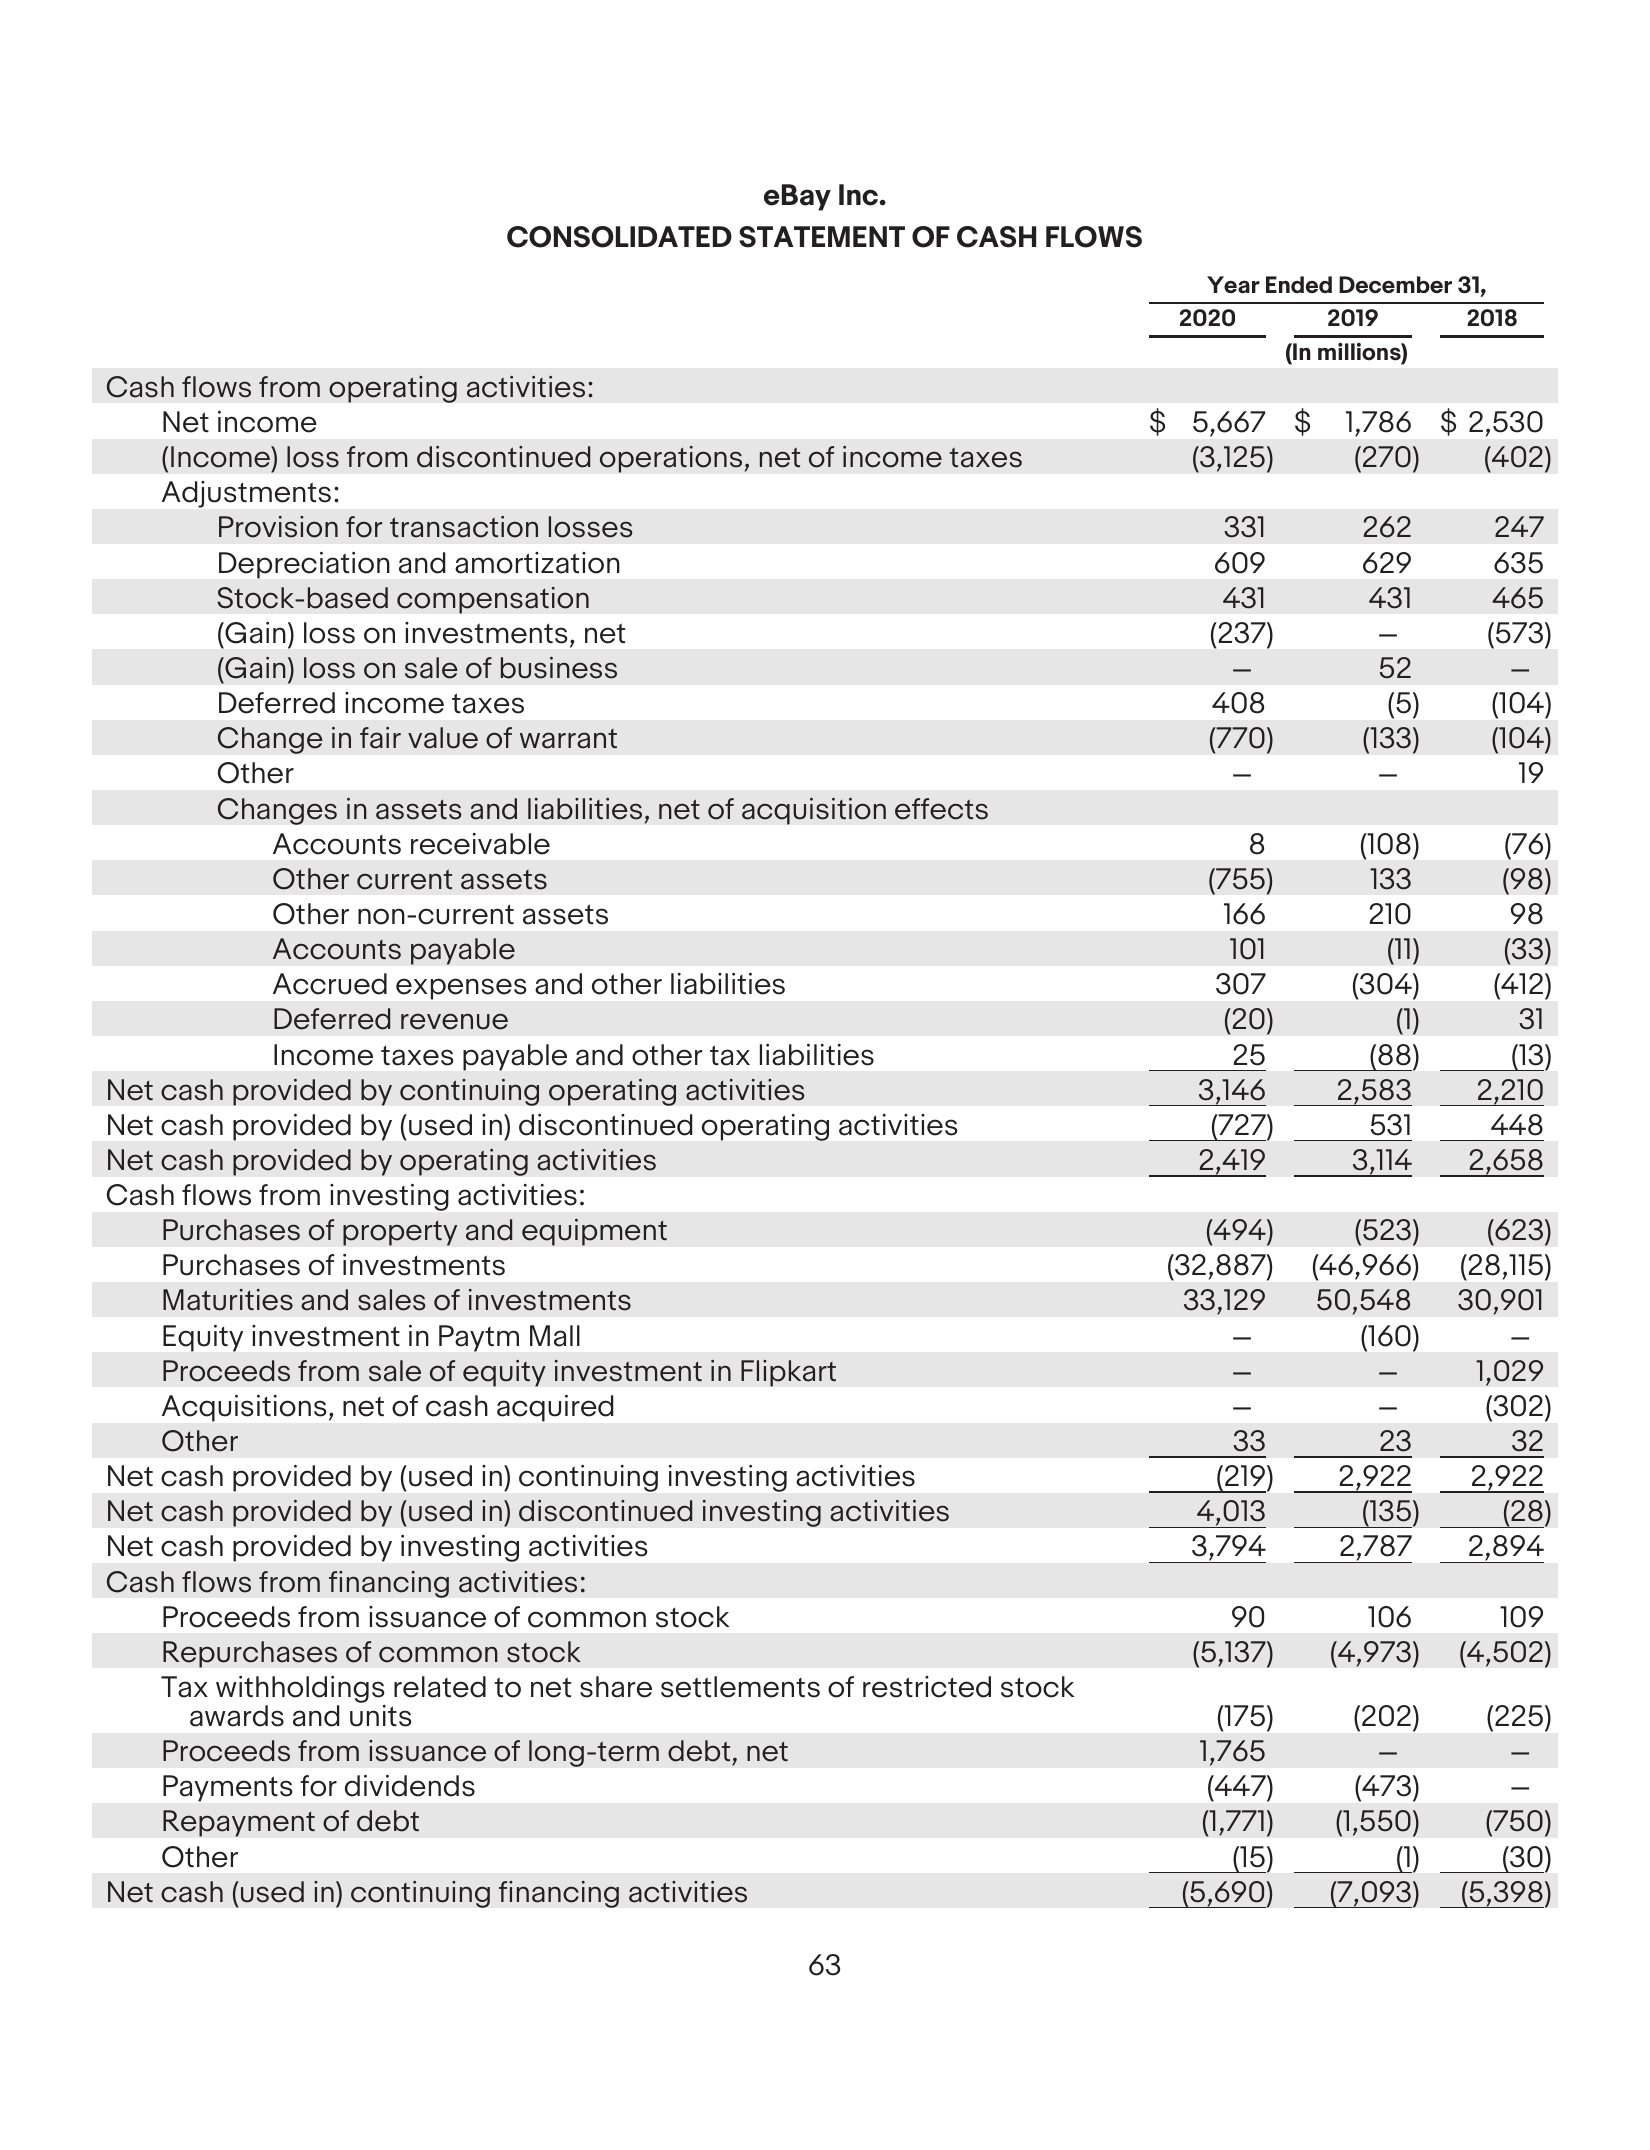 eBay Inc.
CONSOLIDATED STATEMENT OF CASH FLOWS
Year Ended December 31,
2020 2019 2018
(In millions)
Cash flows from operating activities:
Net income $ 5,667 $ 1,786 $ 2,530
(Income) loss from discontinued operations, net of income taxes (3,125) (270) (402)
Adjustments:
Provision for transaction losses 331 262 247
Depreciation and amortization 609 629 635
Stock-based compensation 431 431 465
(Gain) loss on investments, net (237) — (573)
(Gain) loss on sale of business — 52 —
Deferred income taxes 408 (5) (104)
Change in fair value of warrant (770) (133) (104)
Other — — 19
Changes in assets and liabilities, net of acquisition effects
Accounts receivable 8 (108) (76)
Other current assets (755) 133 (98)
Other non-current assets 166 210 98
Accounts payable 101 (11) (33)
Accrued expenses and other liabilities 307 (304) (412)
Deferred revenue (20) (1) 31
Income taxes payable and other tax liabilities 25 (88) (13)
Net cash provided by continuing operating activities 3,146 2,583 2,210
Net cash provided by (used in) discontinued operating activities (727) 531 448
Net cash provided by operating activities 2,419 3,114 2,658
Cash flows from investing activities:
Purchases of property and equipment (494) (523) (623)
Purchases of investments (32,887) (46,966) (28,115)
Maturities and sales of investments 33,129 50,548 30,901
Equity investment in Paytm Mall — (160) —
Proceeds from sale of equity investment in Flipkart — — 1,029
Acquisitions, net of cash acquired — — (302)
Other 33 23 32
Net cash provided by (used in) continuing investing activities (219) 2,922 2,922
Net cash provided by (used in) discontinued investing activities 4,013 (135) (28)
Net cash provided by investing activities 3,794 2,787 2,894
Cash flows from financing activities:
Proceeds from issuance of common stock 90 106 109
Repurchases of common stock (5,137) (4,973) (4,502)
Tax withholdings related to net share settlements of restricted stock
awards and units (175) (202) (225)
Proceeds from issuance of long-term debt, net 1,765 — —
Payments for dividends (447) (473) —
Repayment of debt (1,771) (1,550) (750)
Other (15) (1) (30)
Net cash (used in) continuing financing activities (5,690) (7,093) (5,398)
63